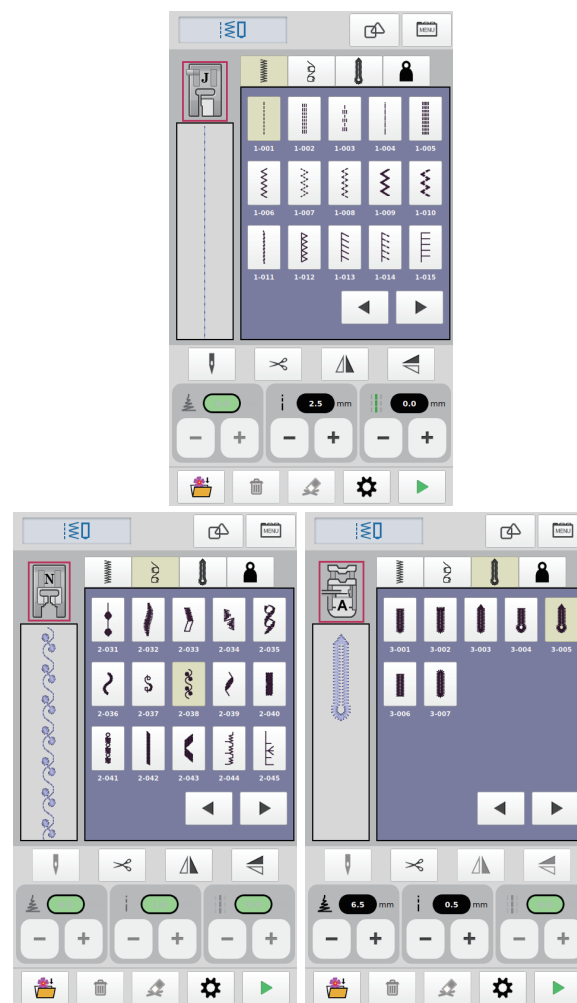 MENU
J
1-001 1-002 1-003 1-004 1-005
1-006 1-007 1-008 1-009 1-010
1-011 1-012 1-013 1-014 1-015
2.5 mm 0.0 mm
MENU
N
2-031 2-032 2-033 2-034 2-035
2-036 2-037 2-038 2-039 2-040
2-041 2-042 2-043 2-044 2-045
MENU
A
3-001 3-002 3-003 3-004 3-005
3-006 3-007
6.5 mm 0.5 mm